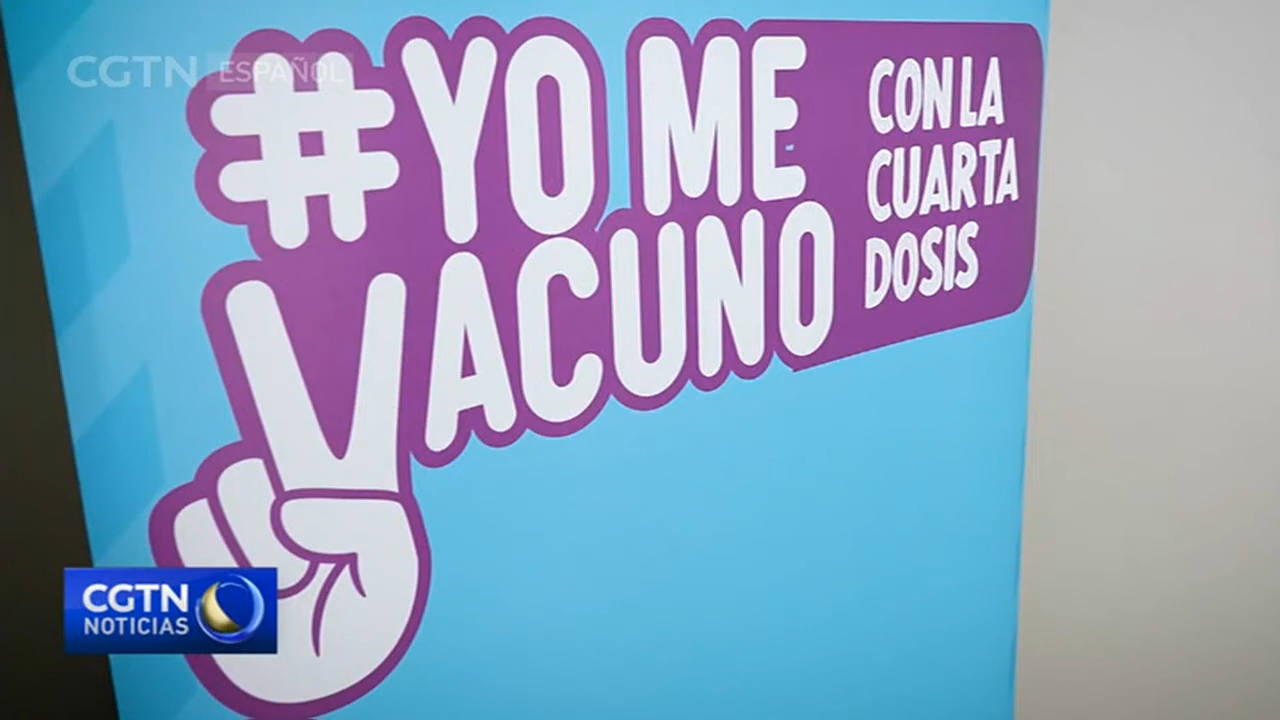 CGTN ESPAÑOL
#YO ME
VACUNO
CON LA
CUARTA
DOSIS
CGTN
NOTICIAS